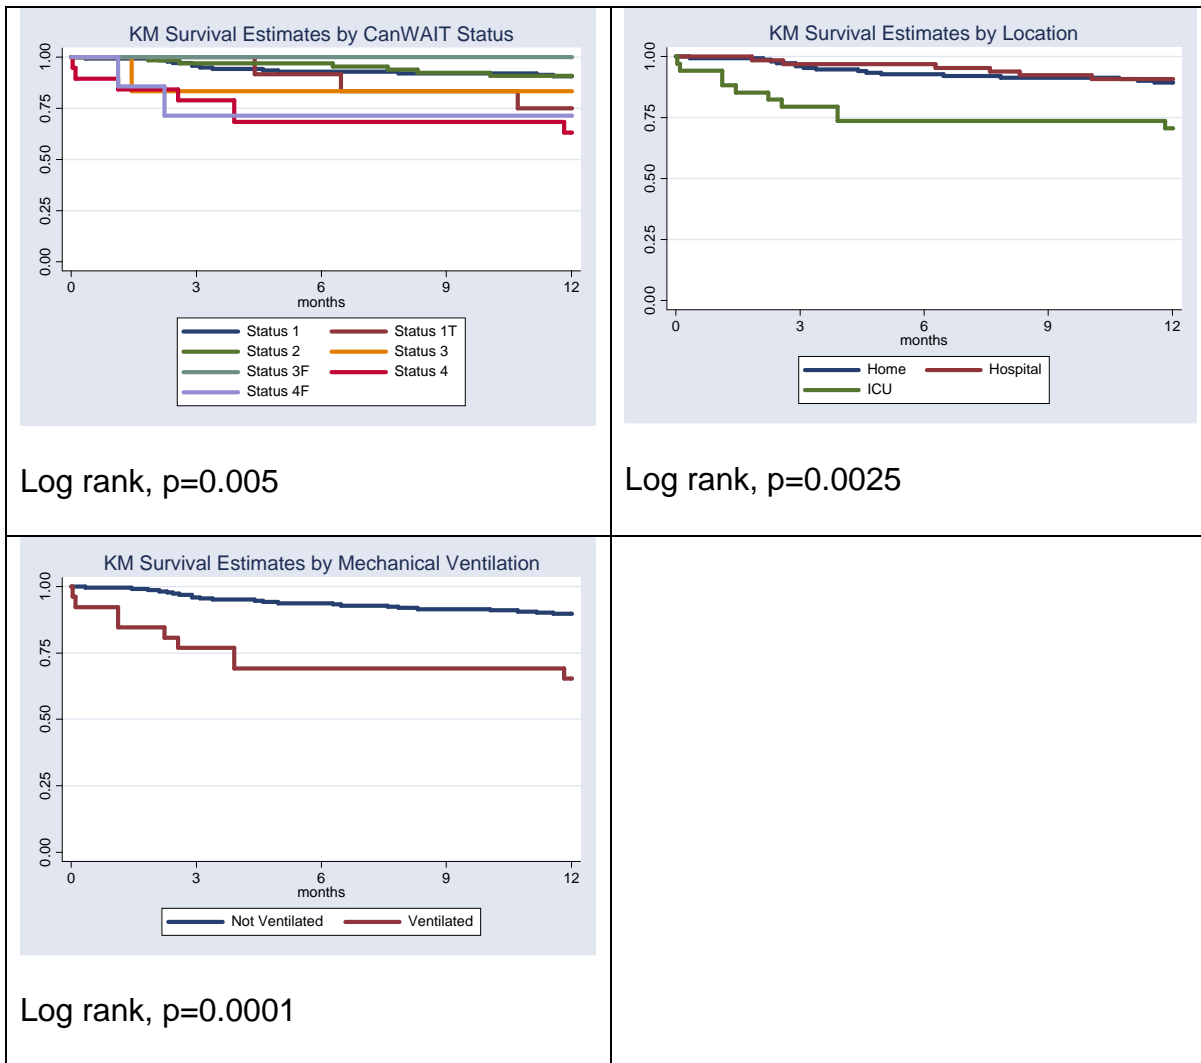 KM Survival Estimates by CanWAIT Status
1.00
0.75
0.50
0.25
0.00
0 3 6 9 12
months
Status 1 Status 1T
Status 2 Status 3
Status 3F Status 4
Status 4F
Log rank, p=0.005
KM Survival Estimates by Location
1.00
0.75
0.50
0.25
0.00
0 3 6 9 12
months
Home Hospital
ICU
Log rank, p=0.0025
KM Survival Estimates by Mechanical Ventilation
1.00
0.75
0.50
0.25
0.00
0 3 6 9 12
months
Not Ventilated Ventilated
Log rank, p=0.0001